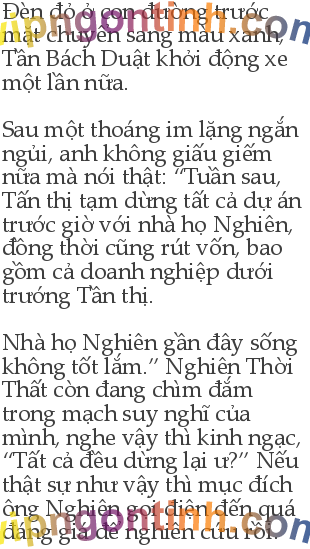 Đèn đỏ ở con đường trước
mặt chuyển sang màu xanh,
Tần Bách Duật khởi động xe
một lần nữa.
Sau một thoáng im lặng ngắn
ngủi, anh không giấu giếm
nữa mà nói thật: “Tuần sau,
Tấn thị tạm dừng tất cả dự án
trước giờ với nhà họ Nghiên,
đồng thời cũng rút vốn, bao
gồm cả doanh nghiệp dưới
trướng Tần thị.
Nhà họ Nghiên gần đây sống
không tốt lắm.” Nghiên Thời
Thất còn đang chìm đắm
trong mạch suy nghĩ của
mình, nghe vậy thì kinh ngạc,
“Tất cả đều dừng lại ư?” Nếu
thật sự như vậy thì mục đích
ông Nghiên gọi điện đến quá
đáng giá để nghiên cứu rồi.
vipngontinh.com
vipngontinh.com